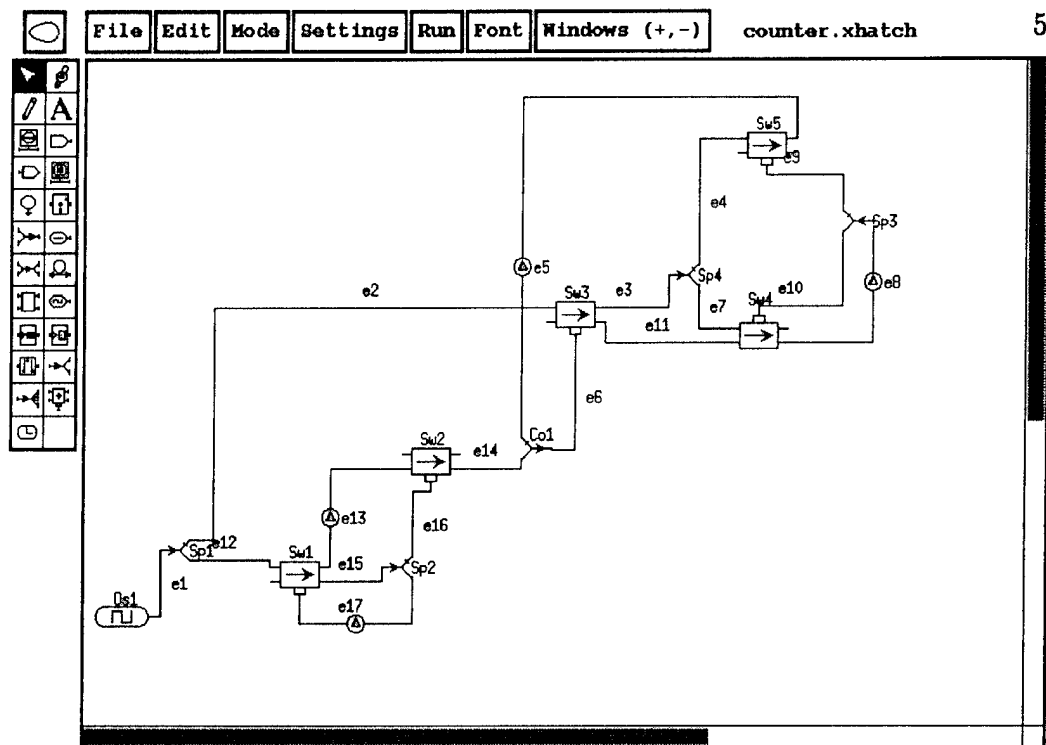 File Edit Mode Settings Run Font Windows (+,-) counter.xhatch 5
A
Sw5
e9
e4
Sp3
e5
Sp4
e8
e2
Sw3
e3
e10
e7
Sw4
e11
e6
Co1
Sw2
e14
e13
e16
e12
Sp1
Sw1
e15
Sp2
e1
e17
Os1